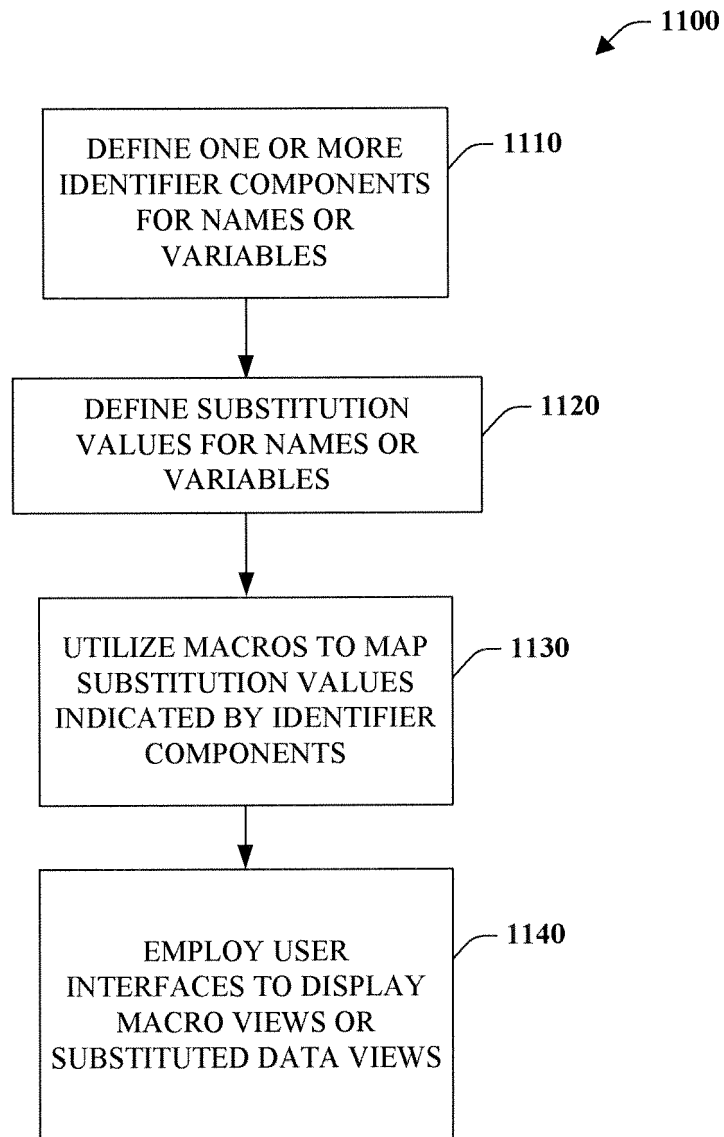 1100
DEFINE ONE OR MORE
IDENTIFIER COMPONENTS
FOR NAMES OR
VARIABLES
1110
DEFINE SUBSTITUTION
VALUES FOR NAMES OR
VARIABLES
1120
UTILIZE MACROS TO MAP
SUBSTITUTION VALUES
INDICATED BY IDENTIFIER
COMPONENTS
1130
EMPLOY USER
INTERFACES TO DISPLAY
MACRO VIEWS OR
SUBSTITUTED DATA VIEWS
1140